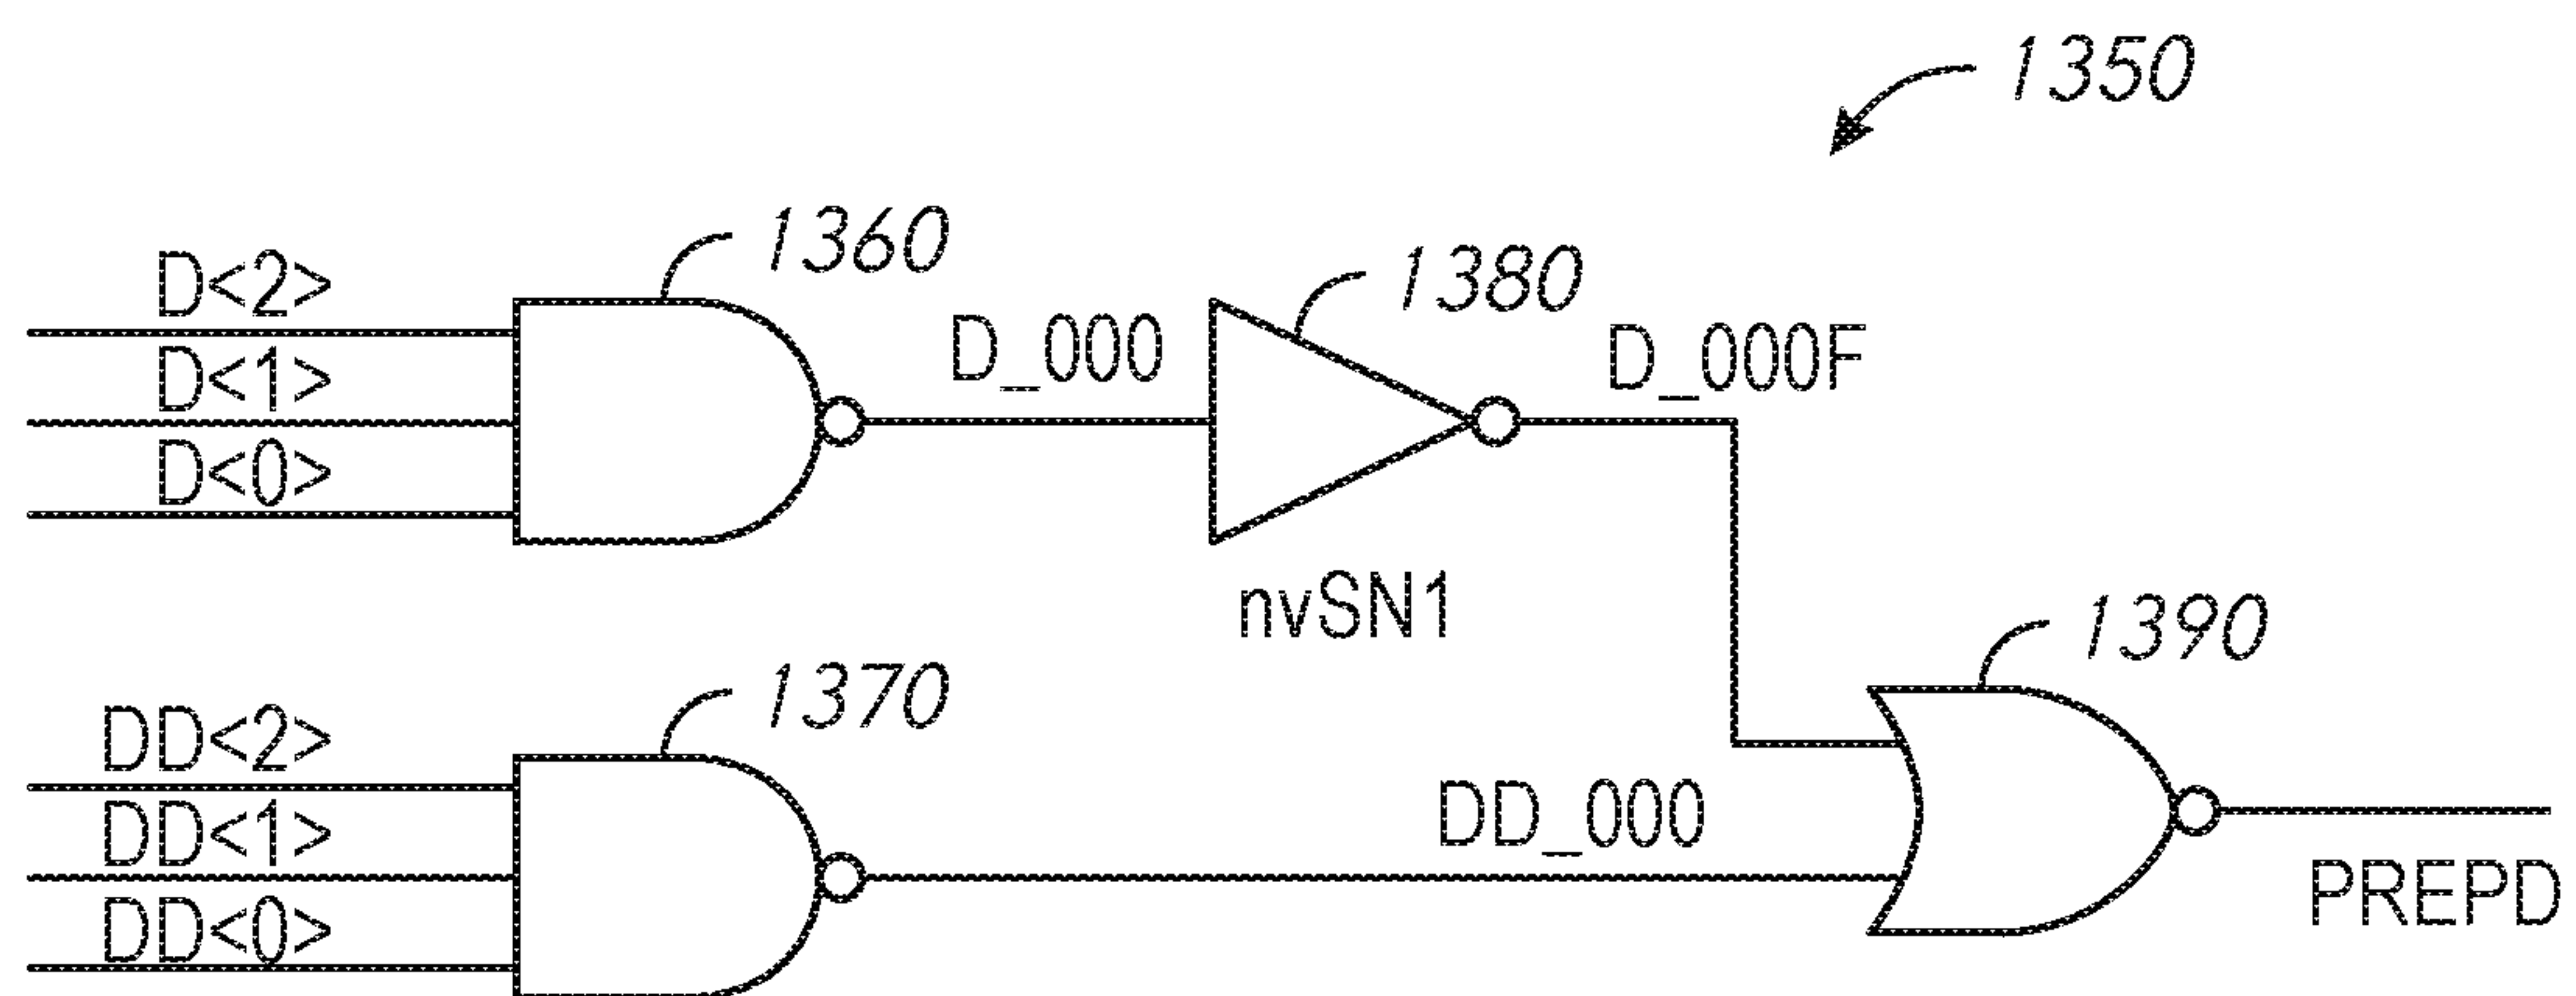 1350
1360
D<2>
1380
D_000
D_000F
D<1>
D<0>
nvSN1
1390
1370
DD<2>
DD_000
DD<1>
PREPD
DD<0>